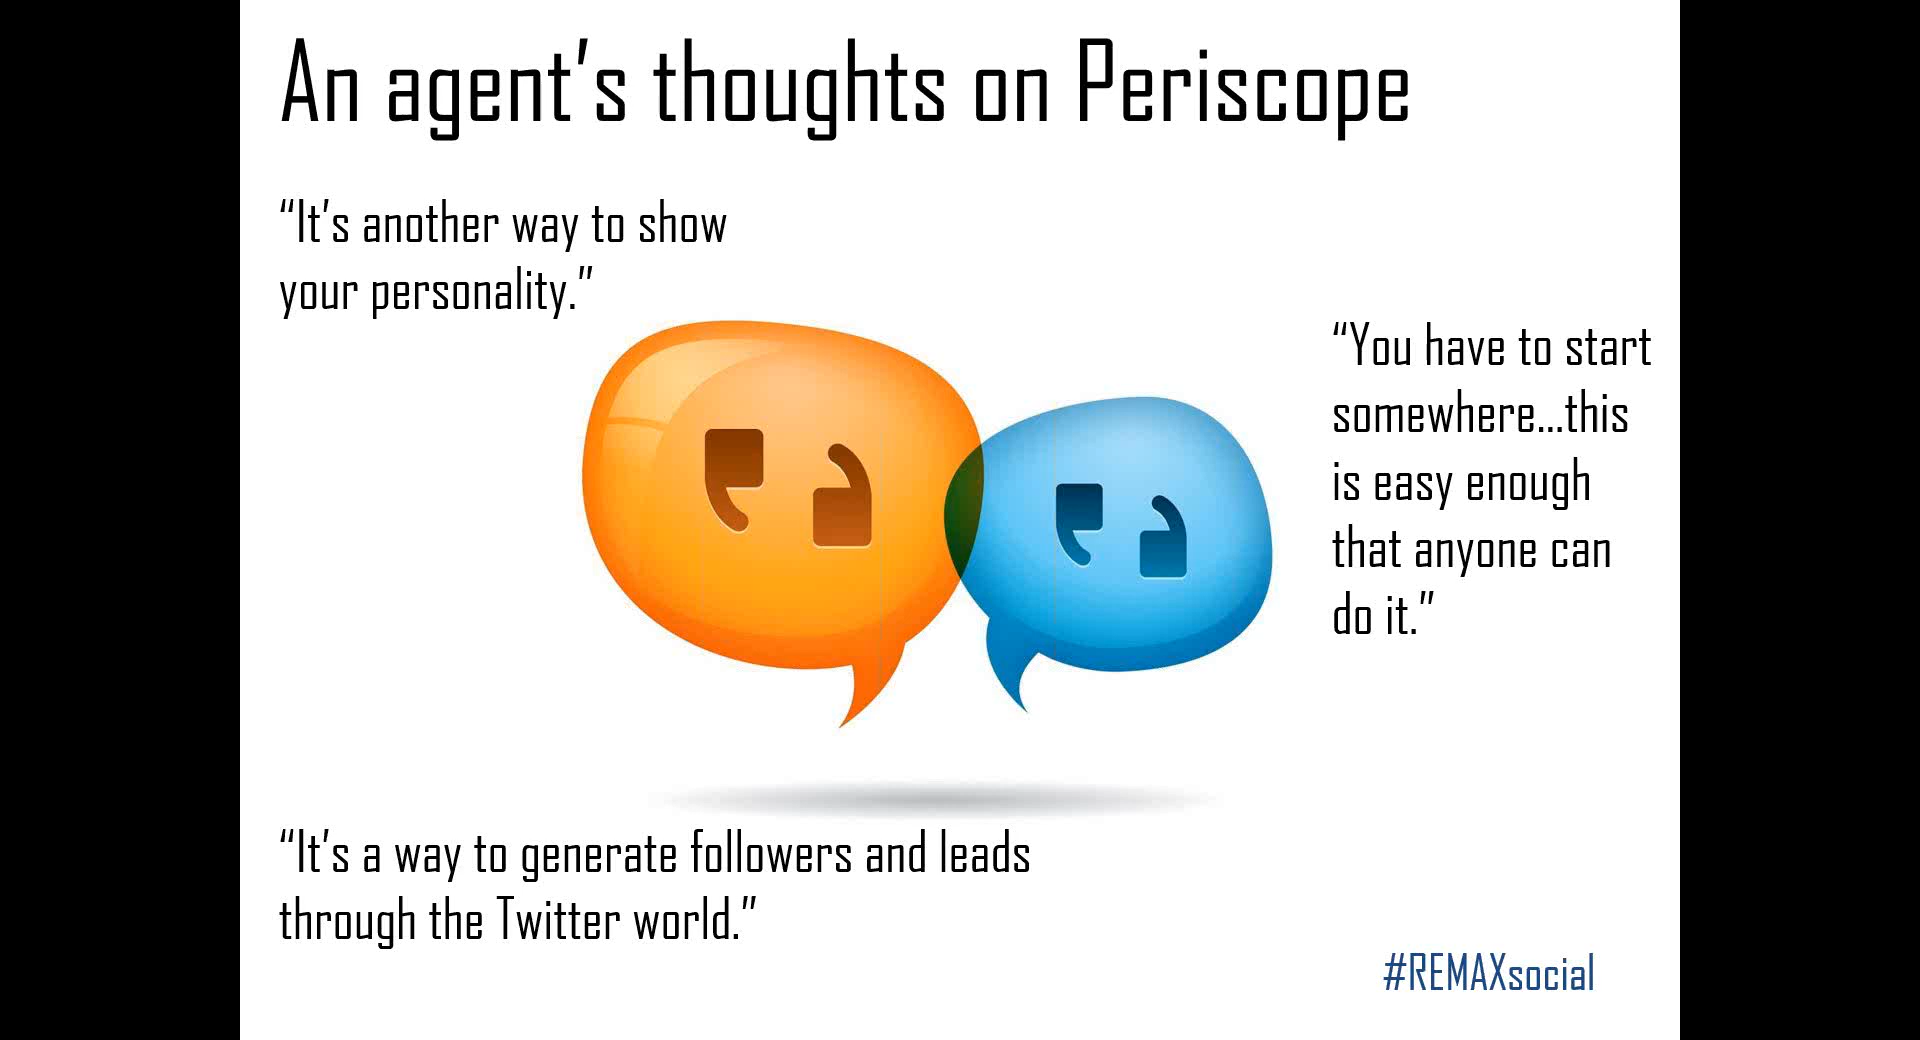 An agent’s thoughts on Periscope
“It’s another way to show
your personality.”
“You have to start
somewhere...this
is easy enough
that anyone can
do it.”
“It’s a way to generate followers and leads
through the Twitter world.”
#REMAXsocial